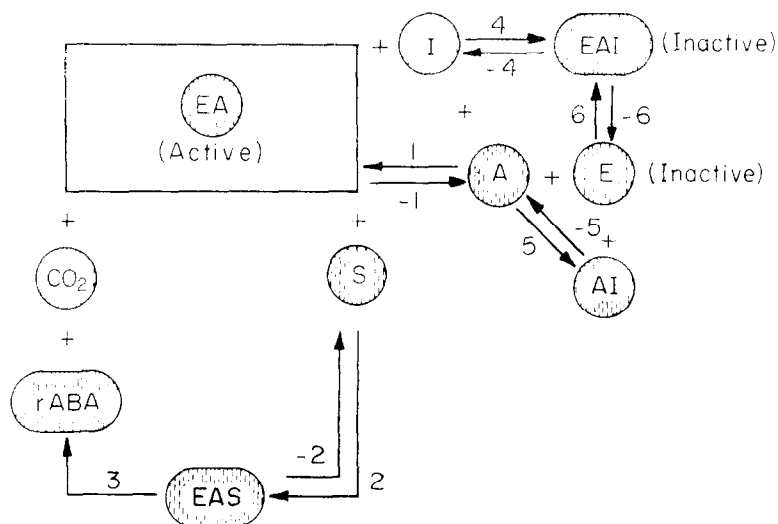 + I 4 -4 EAI (Inactive)
EA
(Active)
+
6 -6
1
-1
A + E (Inactive)
5 -5
+
AI
+ +
CO₂ S
+
rABA
-2
2
3
EAS